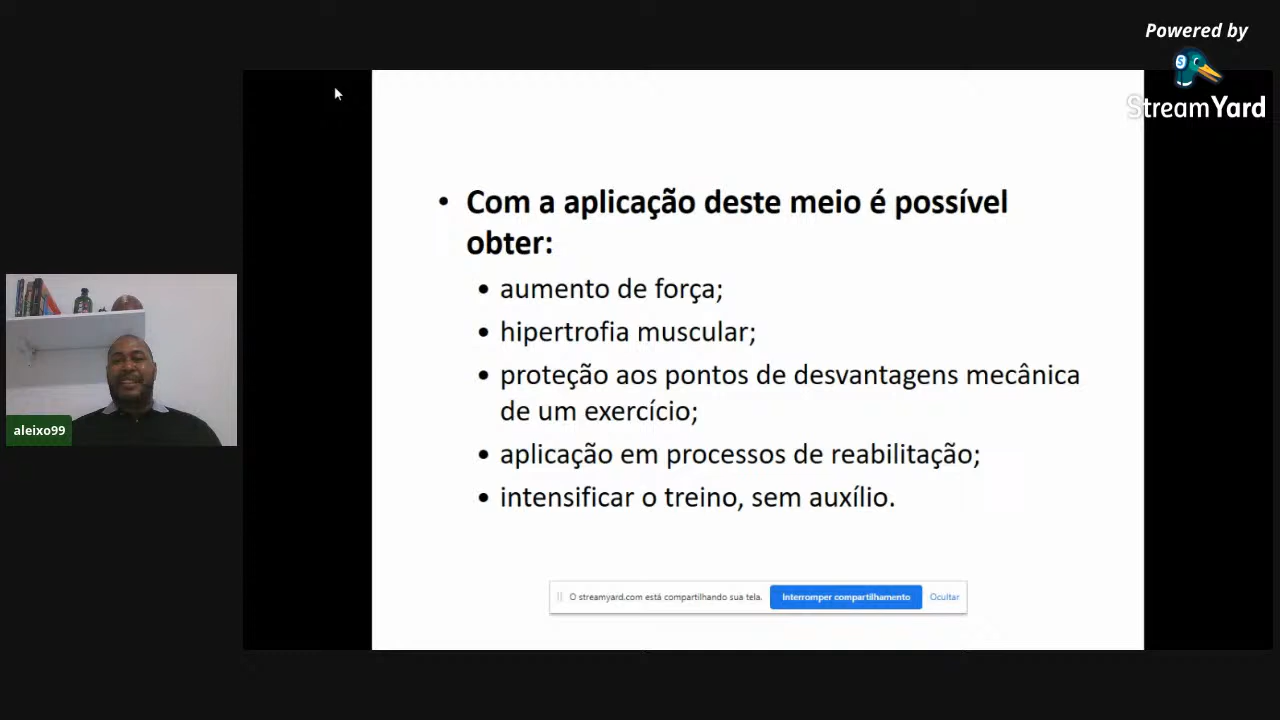 Powered by
StreamYard
• Com a aplicação deste meio é possível
obter:
• aumento de força;
• hipertrofia muscular;
• proteção aos pontos de desvantagens mecânica
de um exercício;
• aplicação em processos de reabilitação;
• intensificar o treino, sem auxílio.
aleixo99
O streamyard.com está compartilhando sua tela. Interromper compartilhamento Ocultar